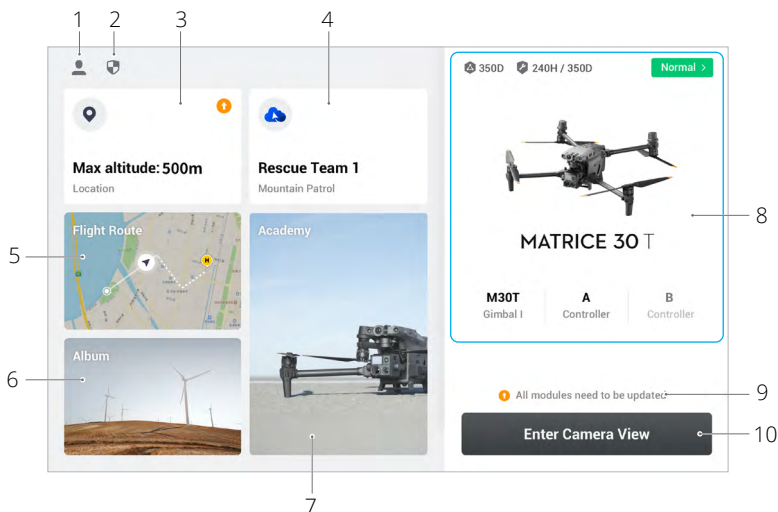 1
2
3
4
350D
240H / 350D
Normal >
Max altitude: 500m
Location
Rescue Team 1
Mountain Patrol
Flight Route
H
5
Academy
MATRICE 30 T
8
M30T
A
B
Gimbal I
Controller
Controller
Album
6
All modules need to be updated
9
Enter Camera View
10
7